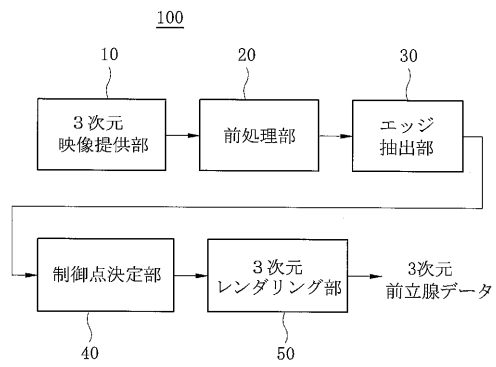 100
10
20
30
3次元
映像提供部
前処理部
エッジ
抽出部
制御点決定部
3次元
レンダリング部
3次元
前立腺データ
40
50